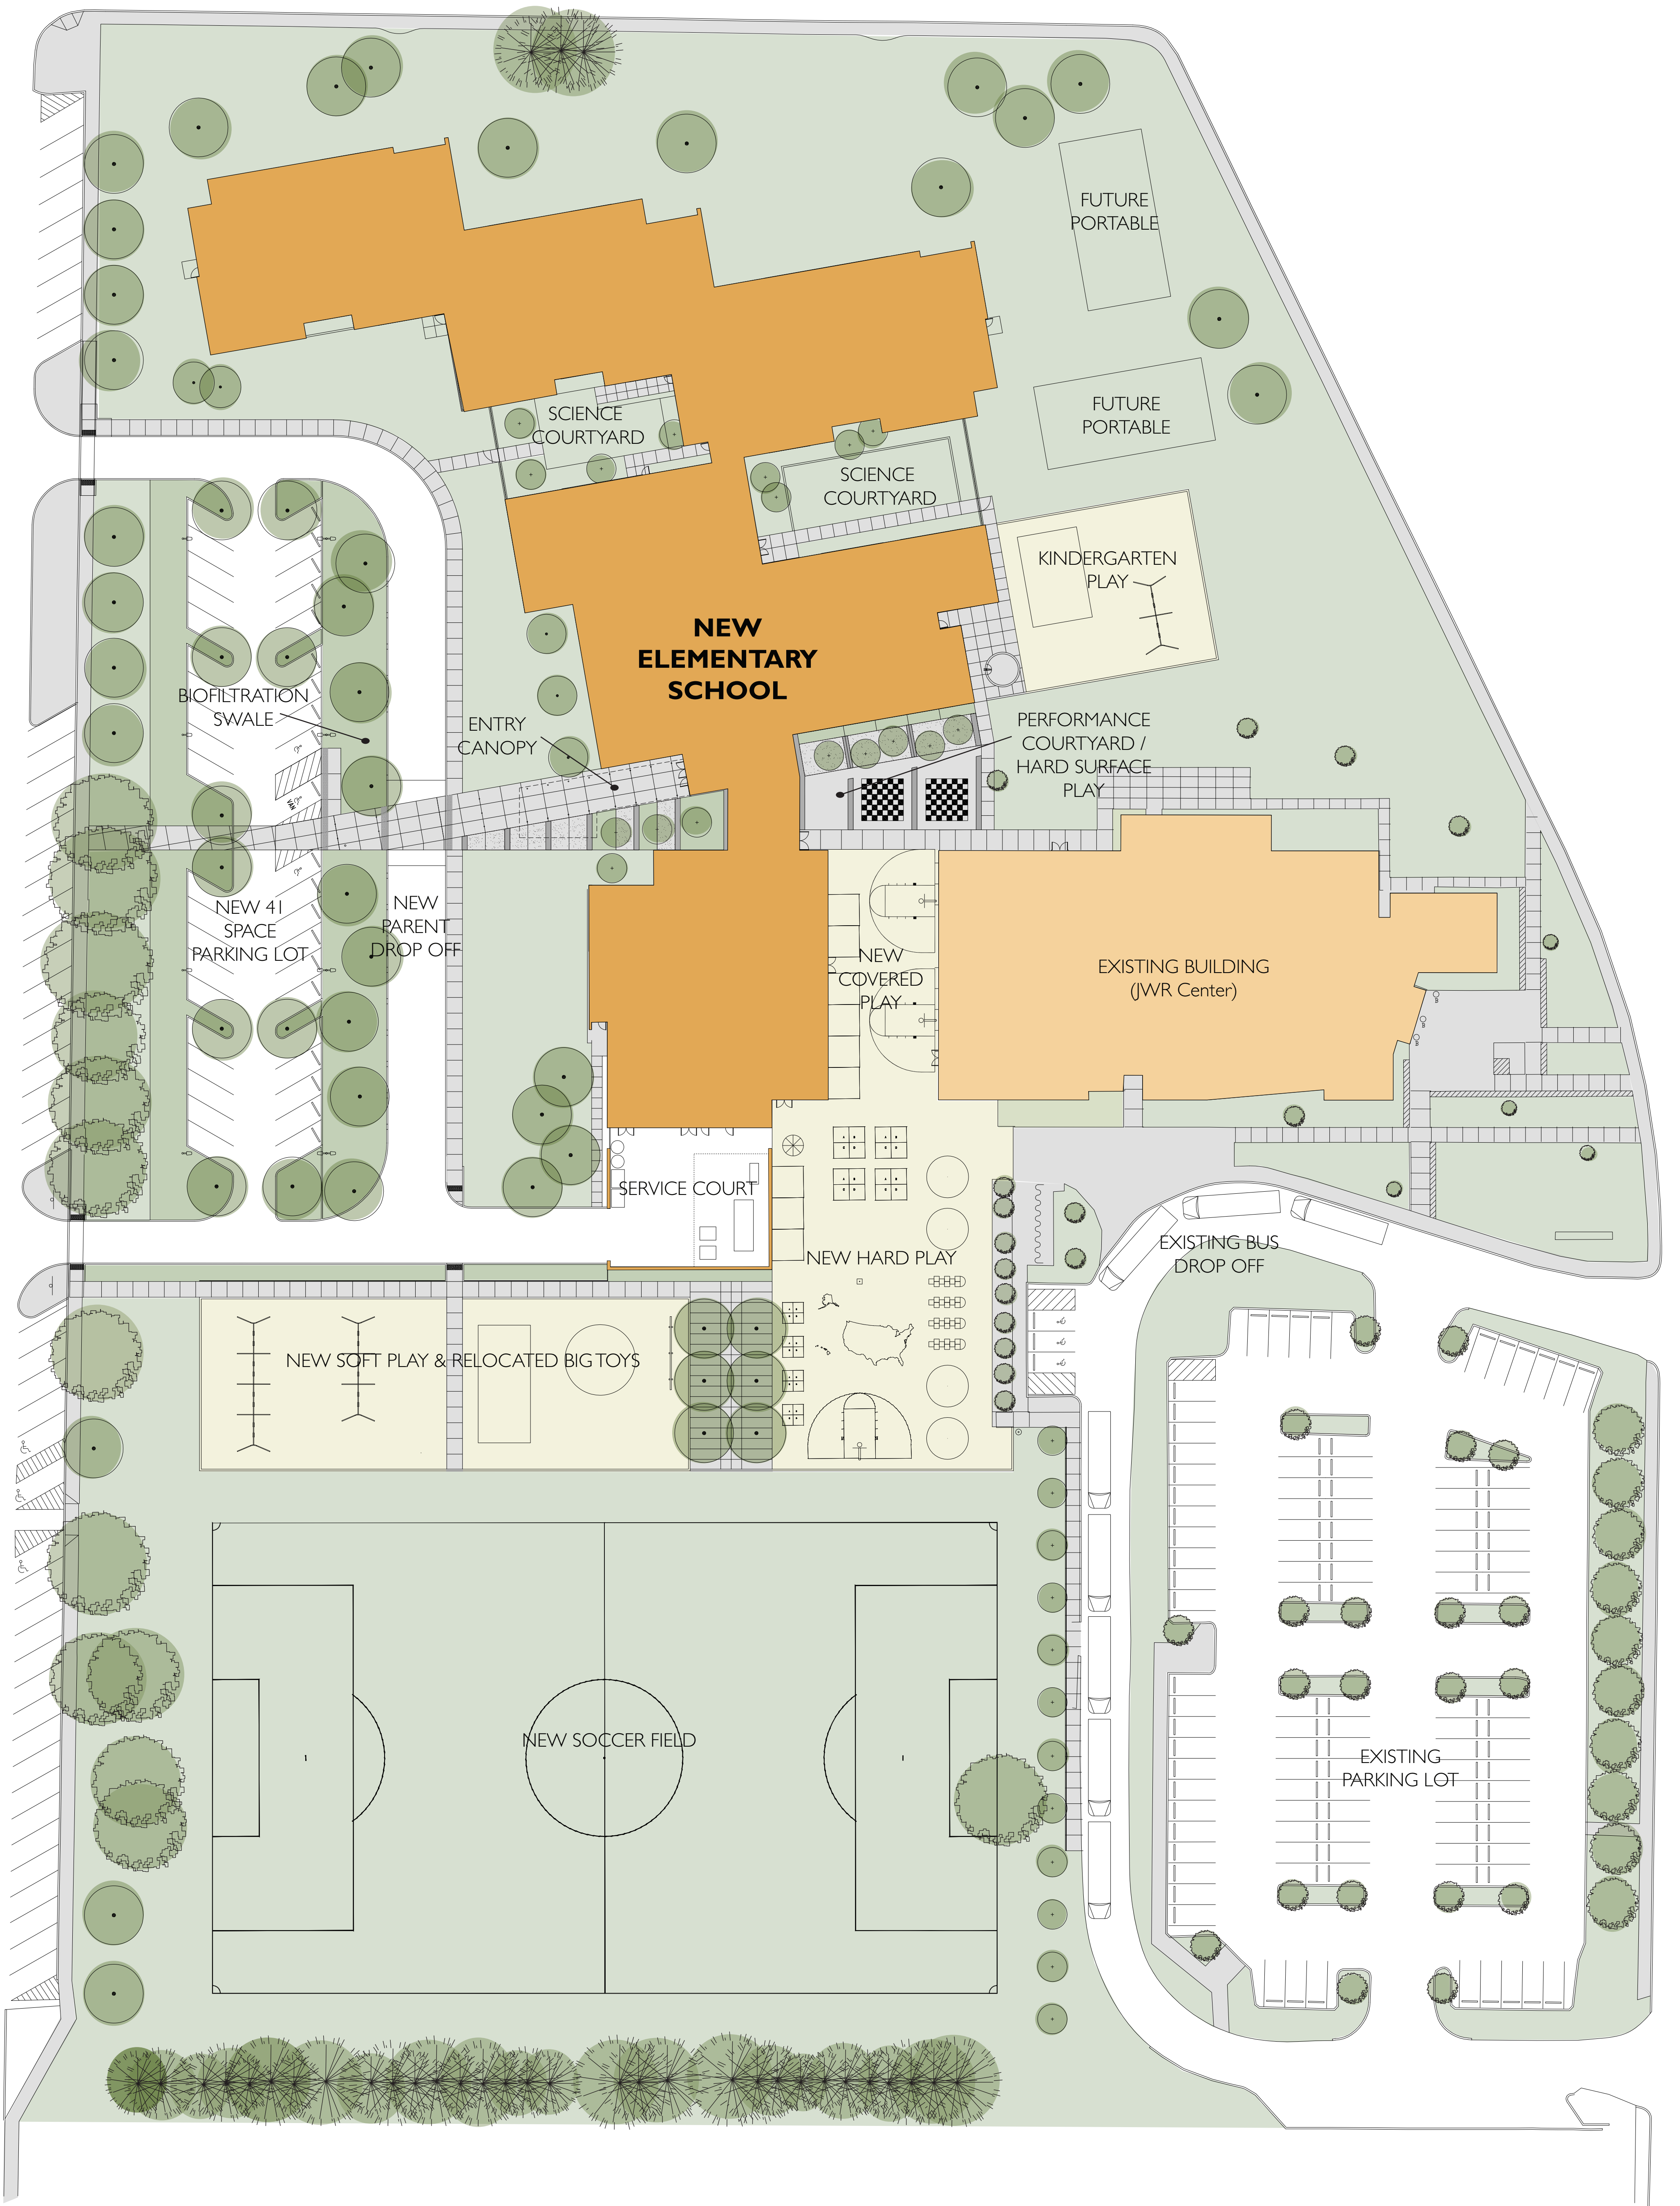 FUTURE
PORTABLE
SCIENCE
COURTYARD
FUTURE
PORTABLE
SCIENCE
COURTYARD
KINDERGARTEN
PLAY
NEW
ELEMENTARY
SCHOOL
BIOFILTRATION
SWALE
ENTRY
CANOPY
PERFORMANCE
COURTYARD /
HARD SURFACE
PLAY
VAN
NEW 41
SPACE
PARKING LOT
NEW
PARENT
DROP OFF
NEW
COVERED
PLAY
EXISTING BUILDING
(JWR Center)
SERVICE COURT
NEW HARD PLAY
EXISTING BUS
DROP OFF
NEW SOFT PLAY & RELOCATED BIG TOYS
NEW SOCCER FIELD
EXISTING
PARKING LOT